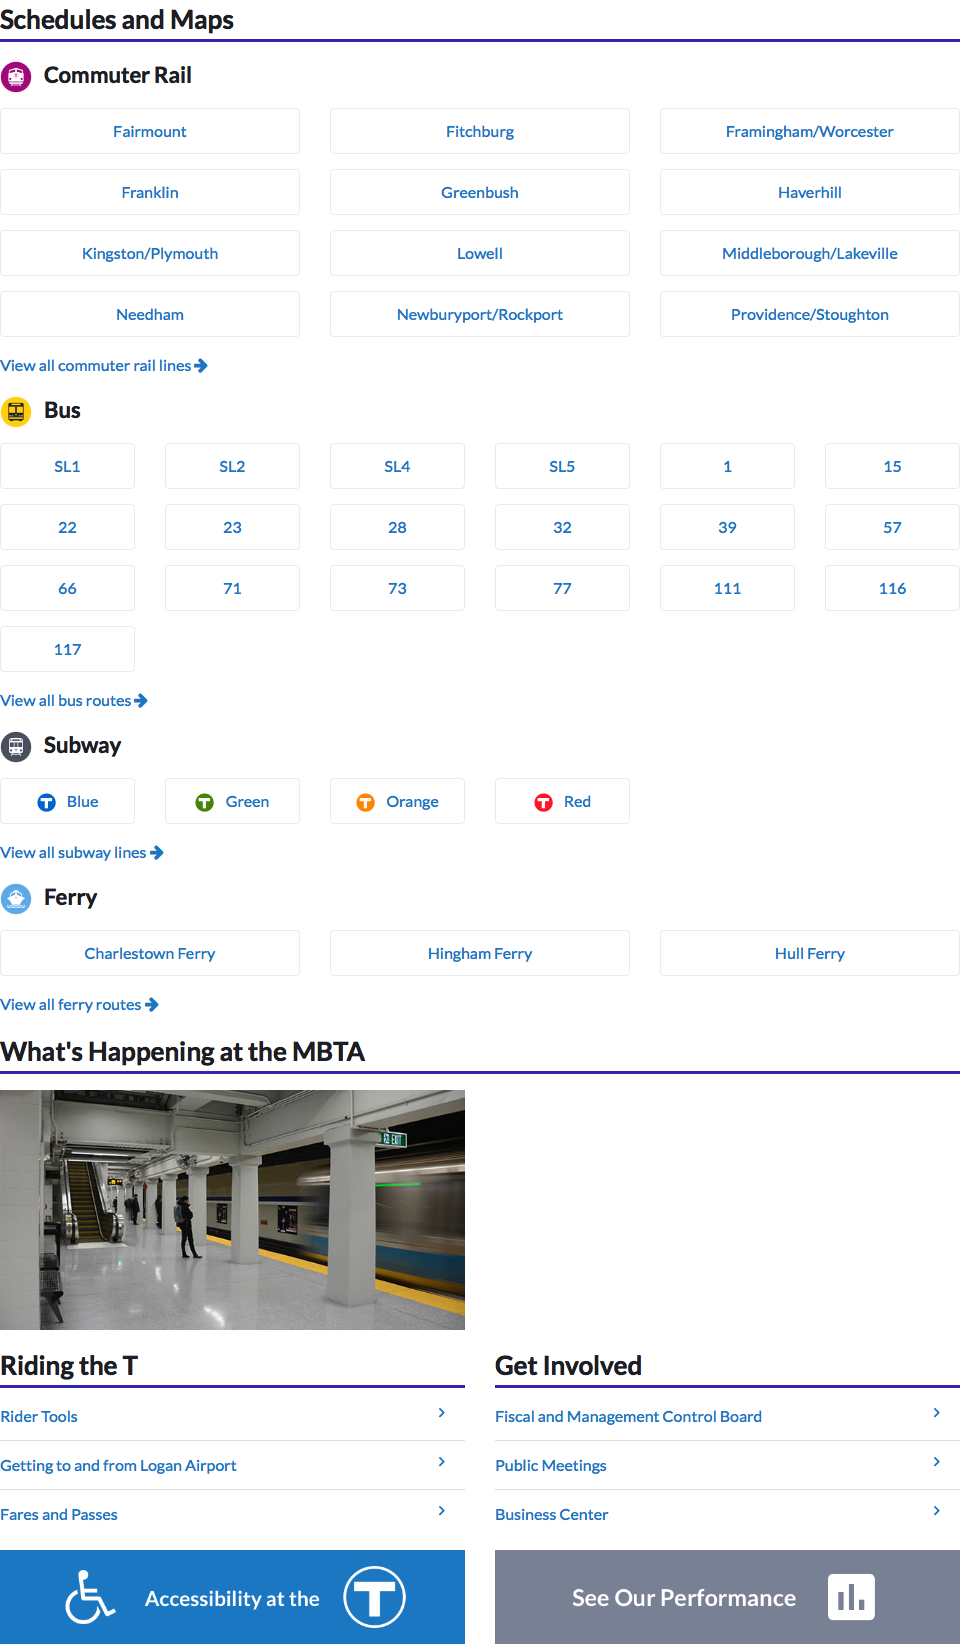 Schedules and Maps
Commuter Rail
Fairmount
Fitchburg
Framingham/Worcester
Franklin
Greenbush
Haverhill
Kingston/Plymouth
Lowell
Middleborough/Lakeville
Needham
Newburyport/Rockport
Providence/Stoughton
View all commuter rail lines
Bus
SL1
SL2
SL4
SL5
1
15
22
23
28
32
39
57
66
71
73
77
111
116
117
View all bus routes
Subway
T Blue
T Green
T Orange
T Red
View all subway lines
Ferry
Charlestown Ferry
Hingham Ferry
Hull Ferry
View all ferry routes
What's Happening at the MBTA
EXIT
Riding the T
Rider Tools
Getting to and from Logan Airport
Fares and Passes
Get Involved
Fiscal and Management Control Board
Public Meetings
Business Center
Accessibility at the T
See Our Performance